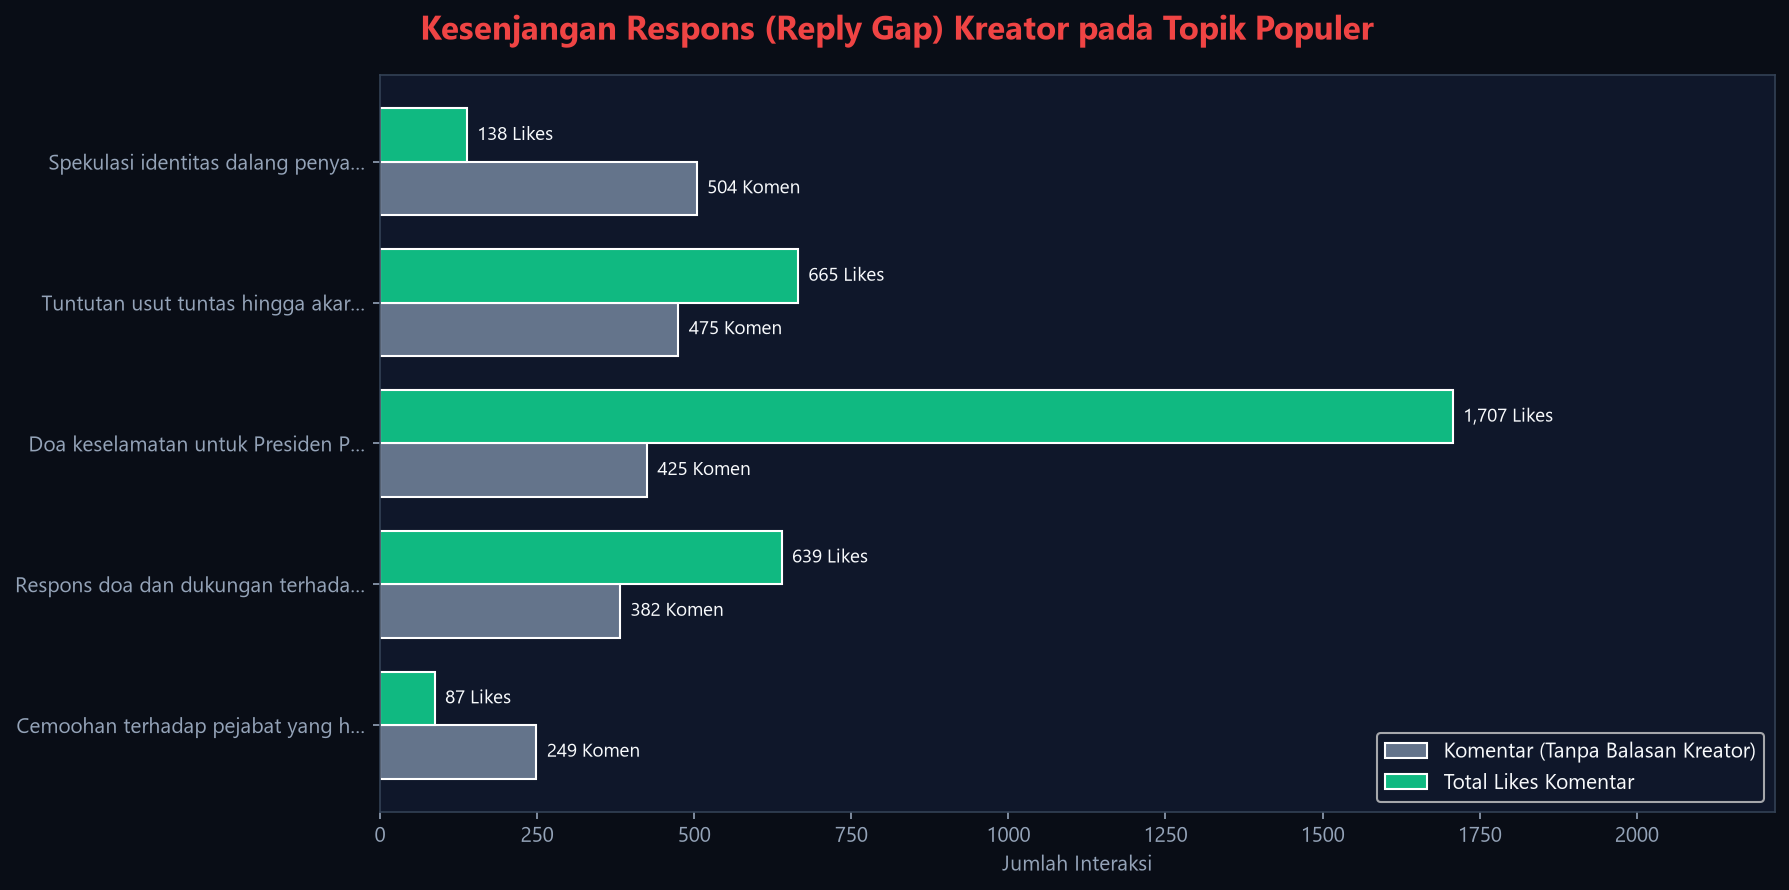 Kesenjangan Respons (Reply Gap) Kreator pada Topik Populer
Spekulasi identitas dalang penya...
138 Likes
504 Komen
Tuntutan usut tuntas hingga akar...
665 Likes
475 Komen
Doa keselamatan untuk Presiden P...
1,707 Likes
425 Komen
Respons doa dan dukungan terhada...
639 Likes
382 Komen
Cemoohan terhadap pejabat yang h...
87 Likes
249 Komen
Komentar (Tanpa Balasan Kreator)
Total Likes Komentar
0 250 500 750 1000 1250 1500 1750 2000
Jumlah Interaksi